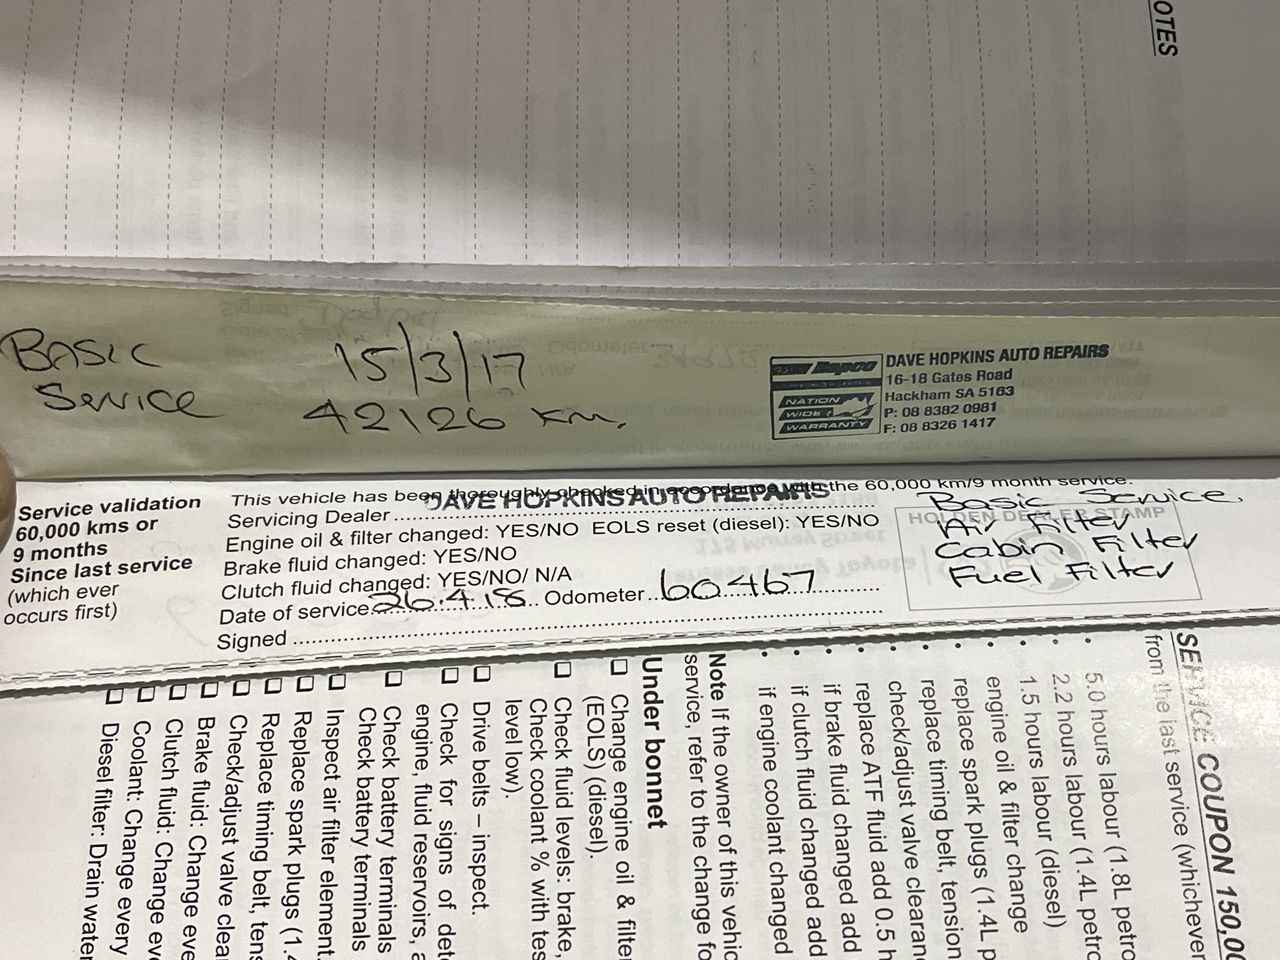 OTES
BASIC
Service
15/3/17
42126 km.
Repco
NATION
WIDE
WARRANTY
DAVE HOPKINS AUTO REPAIRS
16-18 Gates Road
Hackham SA 5163
P: 08 8382 0981
F: 08 8326 1417
Service validation
60,000 kms or
9 months
Since last service
(which ever
occurs first)
This vehicle has been thoroughly checked in accordance with the 60,000 km/9 month service.
DAVE HOPKINS AUTO REPAIRS
Servicing Dealer
Engine oil & filter changed: YES/NO EOLS reset (diesel): YES/NO
Brake fluid changed: YES/NO
Clutch fluid changed: YES/NO/ N/A
Date of service 26.4.18 Odometer 60467
Signed
HOLDEN DEALER STAMP
Basic Service.
Air Filter
Cabin Filter
Fuel Filter
SERVICE COUPON 150,00
from the last service (whichever
• 5.0 hours labour (1.8L petro
• 2.2 hours labour (1.4L petro
• 1.5 hours labour (diesel)
• engine oil & filter change
• replace spark plugs (1.4L p
• replace timing belt, tension
• check/adjust valve clearan
• replace ATF fluid add 0.5 h
• if brake fluid changed add
• if clutch fluid changed add
• if engine coolant changed
Note If the owner of this vehic
service, refer to the change fo
Under bonnet
Change engine oil & filte
(EOLS) (diesel).
Check fluid levels: brake,
Check coolant % with tes
level low).
Drive belts – inspect.
Check for signs of det
engine, fluid reservoirs, a
Check battery terminals
Check battery terminals
Inspect air filter element.
Replace spark plugs (1.4
Replace timing belt, tens
Check/adjust valve clear
Brake fluid: Change eve
Clutch fluid: Change eve
Coolant: Change every
Diesel filter: Drain water